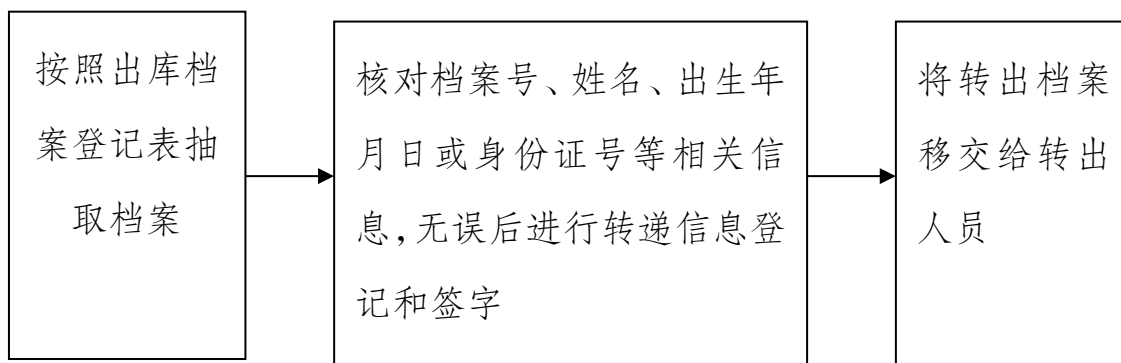 按照出库档
案登记表抽
取档案
核对档案号、姓名、出生年
月日或身份证号等相关信
息,无误后进行转递信息登
记和签字
将转出档案
移交给转出
人员